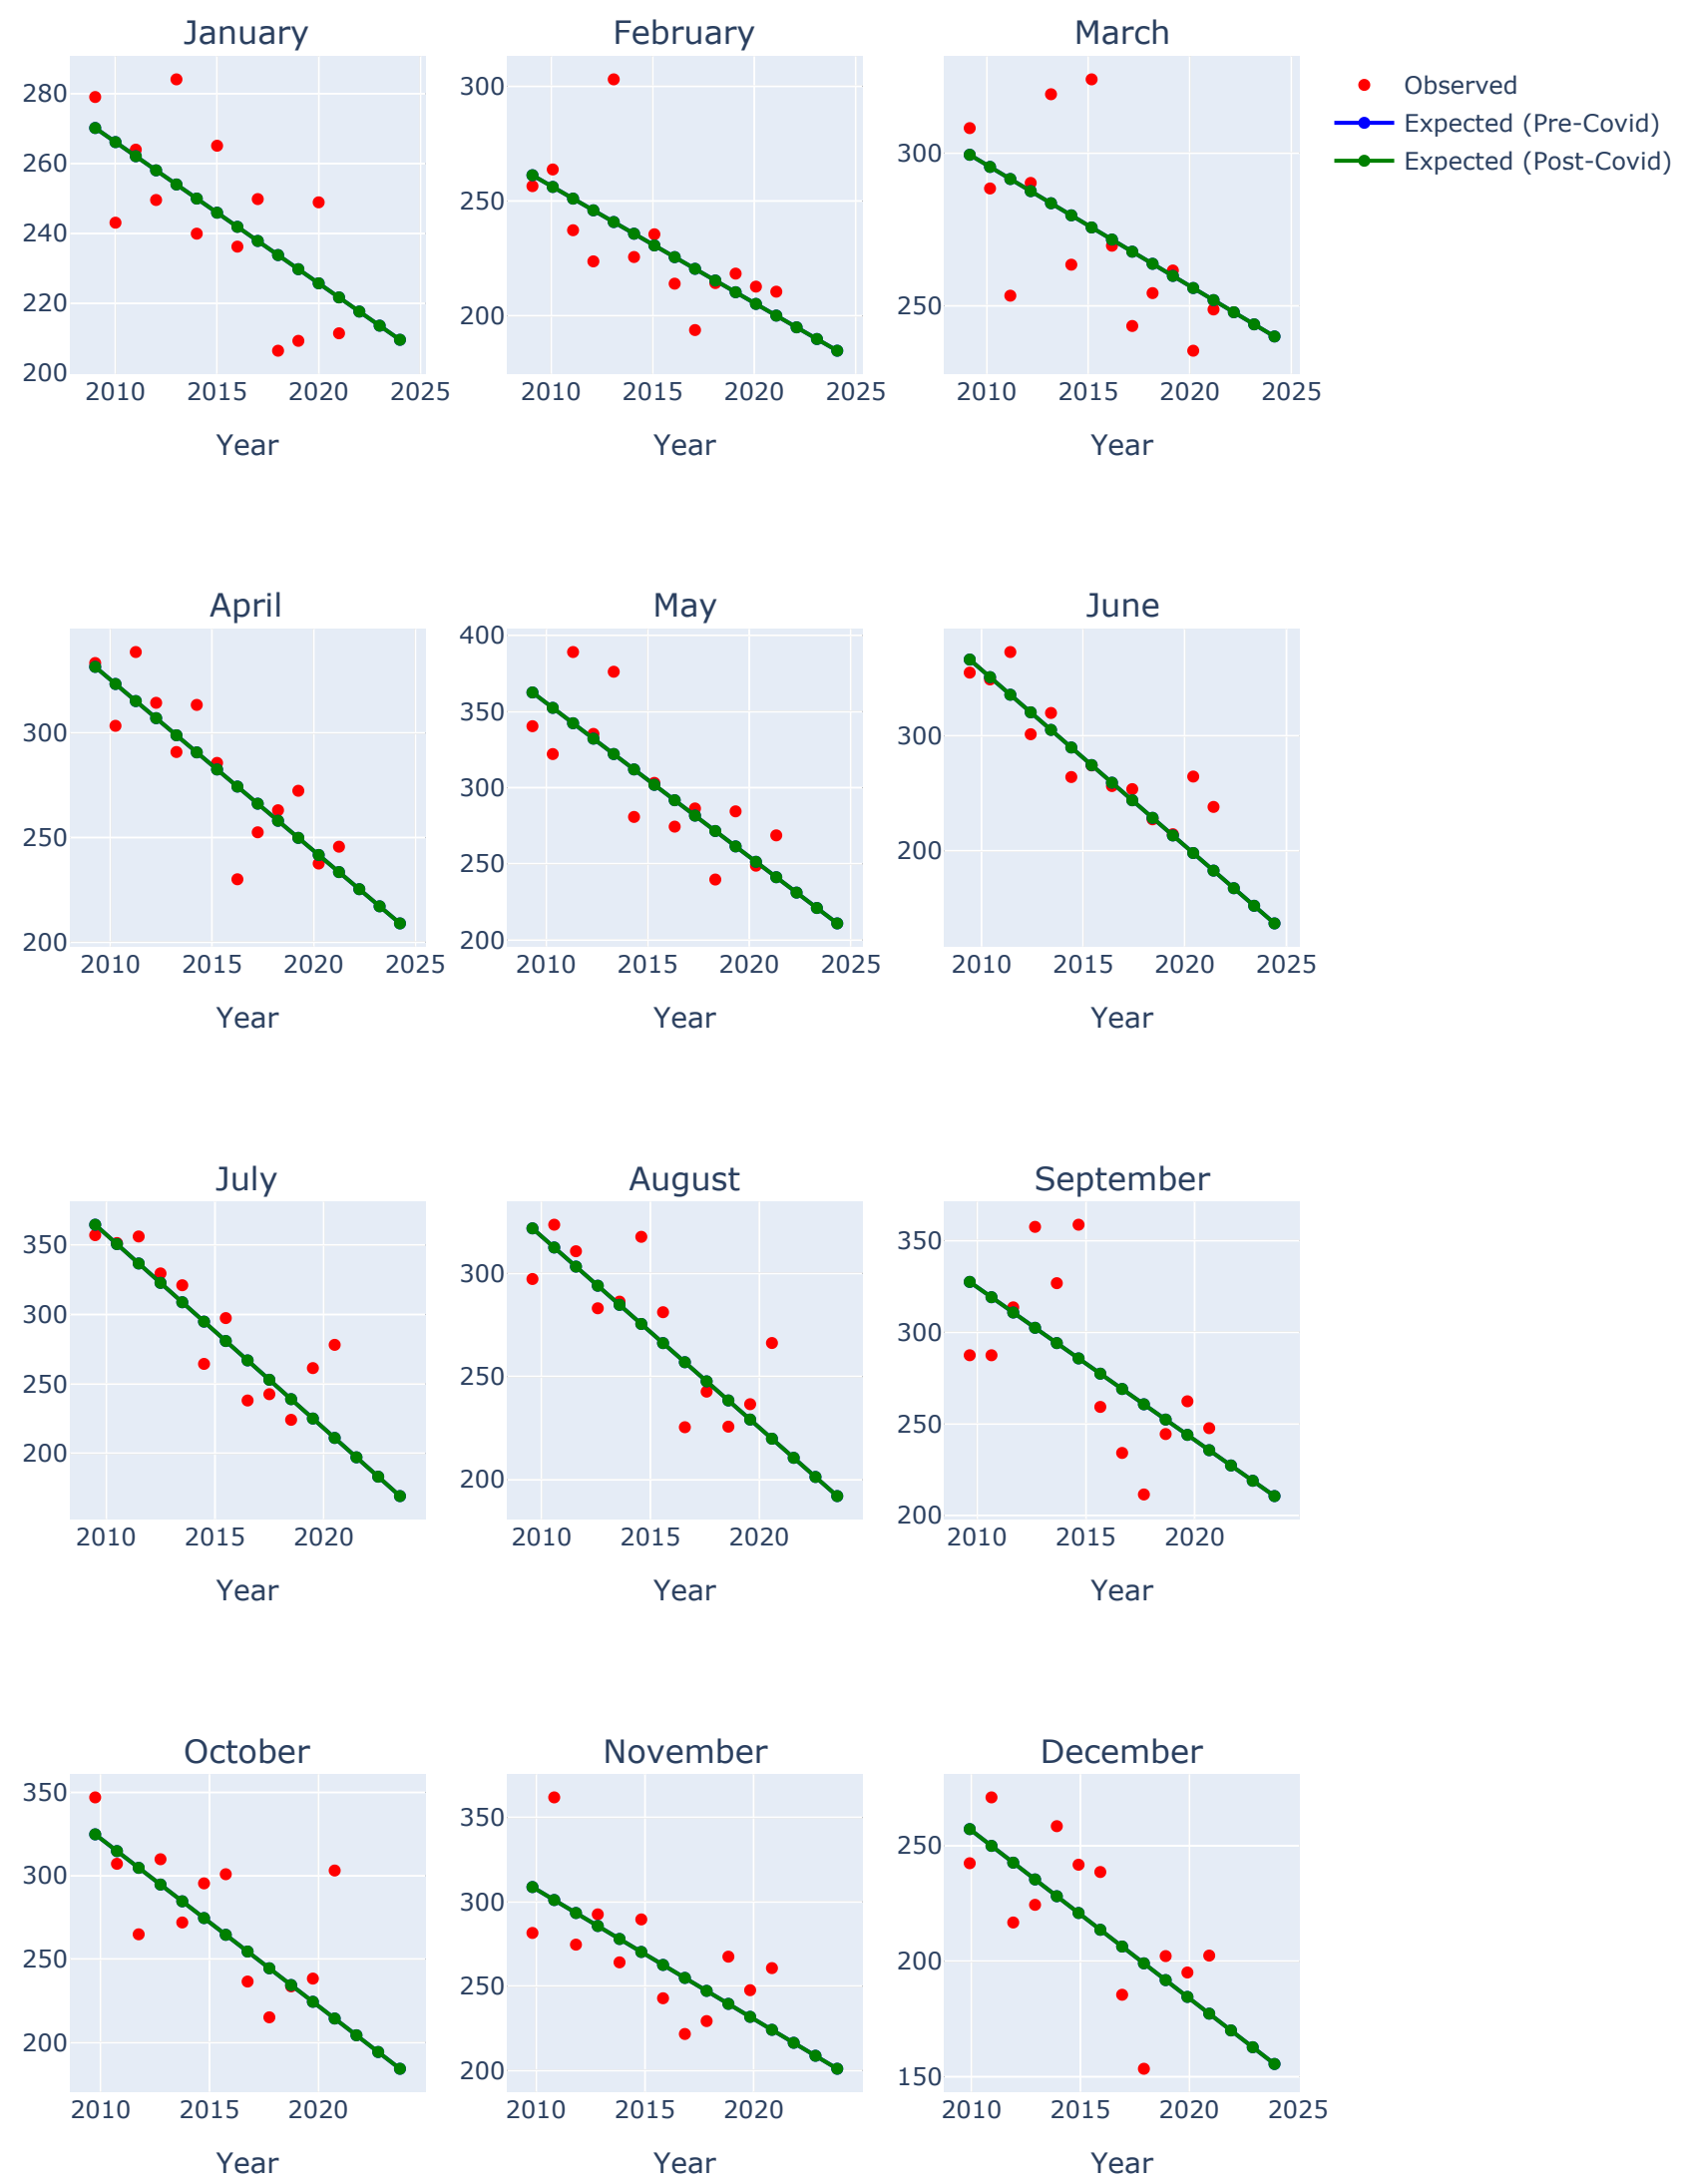 January February March
280
260
240
220
200
2010 2015 2020 2025
Year
300
250
200
2010 2015 2020 2025
Year
300
250
2010 2015 2020 2025
Year
Observed
Expected (Pre-Covid)
Expected (Post-Covid)
April May June
300
250
200
2010 2015 2020 2025
Year
400
350
300
250
200
2010 2015 2020 2025
Year
300
200
2010 2015 2020 2025
Year
July August September
350
300
250
200
2010 2015 2020
Year
300
250
200
2010 2015 2020
Year
350
300
250
200
2010 2015 2020
Year
October November December
350
300
250
200
2010 2015 2020
Year
350
300
250
200
2010 2015 2020
Year
250
200
150
2010 2015 2020 2025
Year